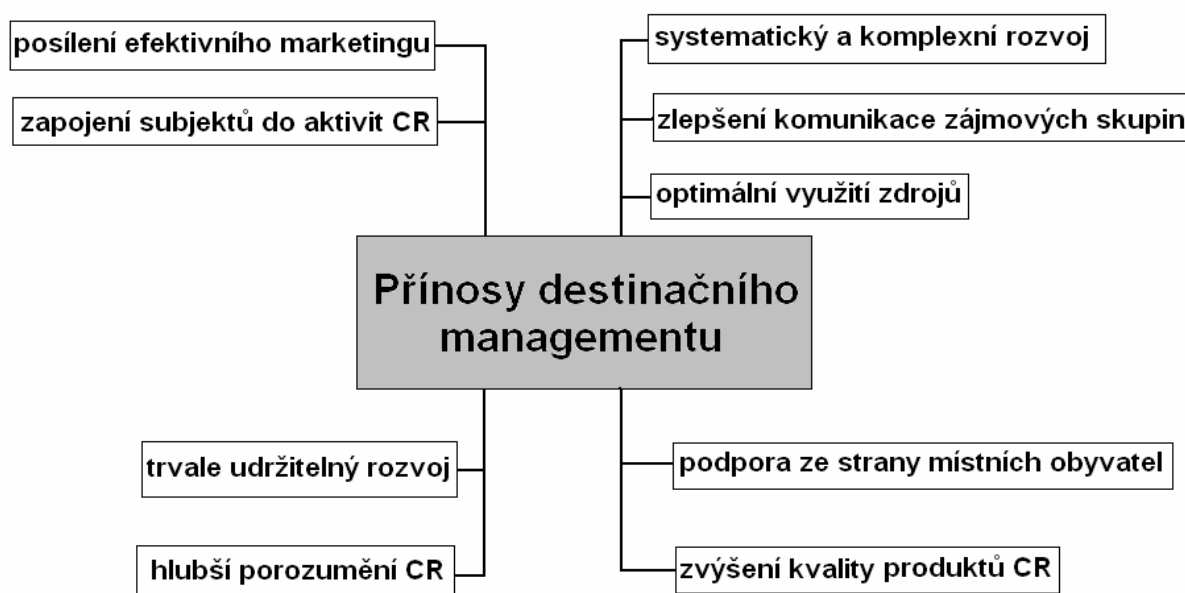 posílení efektivního marketingu
zapojení subjektů do aktivit CR
systematický a komplexní rozvoj
zlepšení komunikace zájmových skupin
optimální využití zdrojů
Přínosy destinačního
managementu
trvale udržitelný rozvoj
hlubší porozumění CR
podpora ze strany místních obyvatel
zvýšení kvality produktů CR